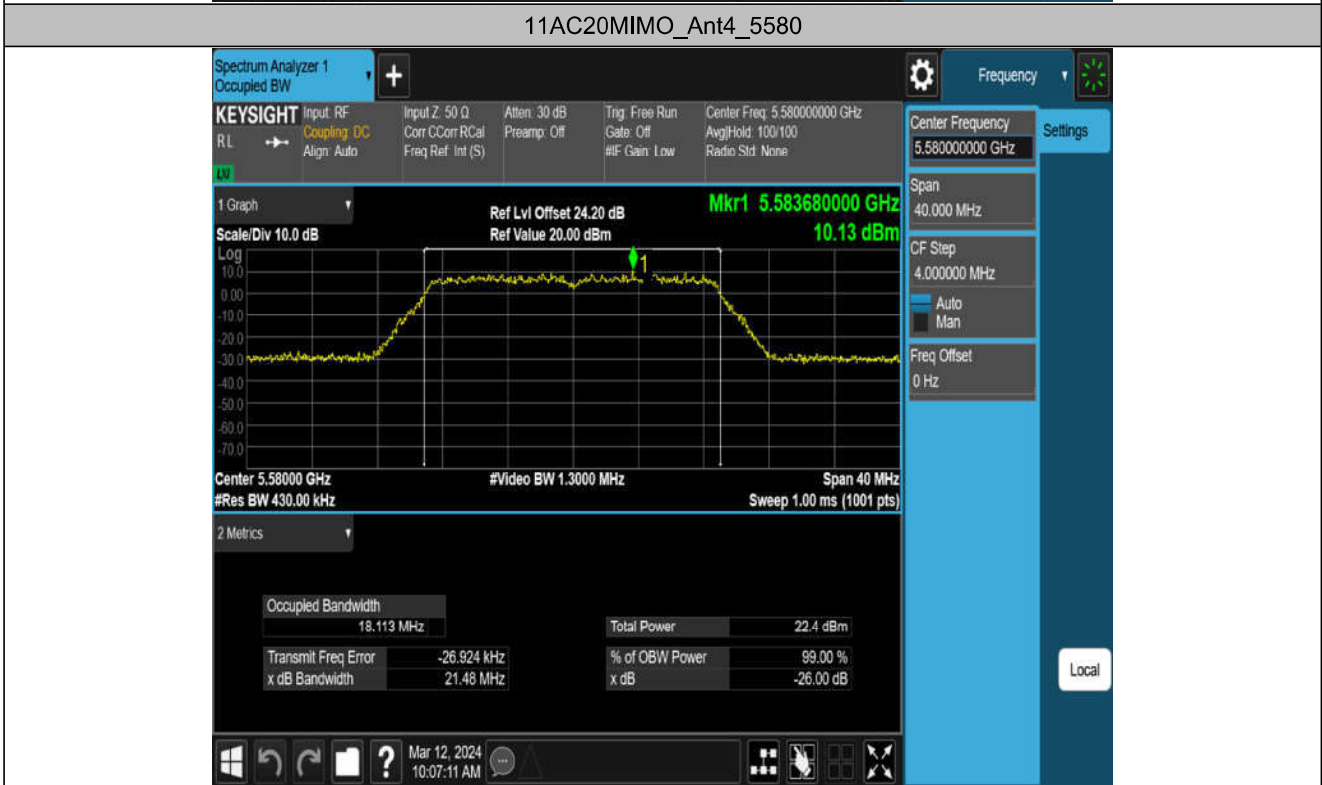 11AC20MIMO_Ant4_5580
Spectrum Analyzer 1
Occupied BW
+
Frequency
KEYSIGHT
RL
LXI
Input: RF
Coupling: DC
Align: Auto
Input Z: 50 Ω
Corr CCorr RCal
Freq Ref: Int (S)
Atten: 30 dB
Preamp: Off
Trig: Free Run
Gate: Off
#IF Gain: Low
Center Freq: 5.580000000 GHz
Avg|Hold: 100/100
Radio Std: None
Center Frequency
5.580000000 GHz
Settings
Span
40.000 MHz
CF Step
4.000000 MHz
Auto
Man
Freq Offset
0 Hz
1 Graph
Scale/Div 10.0 dB
Ref Lvl Offset 24.20 dB
Ref Value 20.00 dBm
Mkr1 5.583680000 GHz
10.13 dBm
Log
10.0
0.00
-10.0
-20.0
-30.0
-40.0
-50.0
-60.0
-70.0
1
Center 5.58000 GHz
#Res BW 430.00 kHz
#Video BW 1.3000 MHz
Span 40 MHz
Sweep 1.00 ms (1001 pts)
2 Metrics
Occupied Bandwidth
18.113 MHz
Total Power 22.4 dBm
Transmit Freq Error -26.924 kHz
% of OBW Power 99.00 %
x dB Bandwidth 21.48 MHz
x dB -26.00 dB
Local
?
Mar 12, 2024
10:07:11 AM